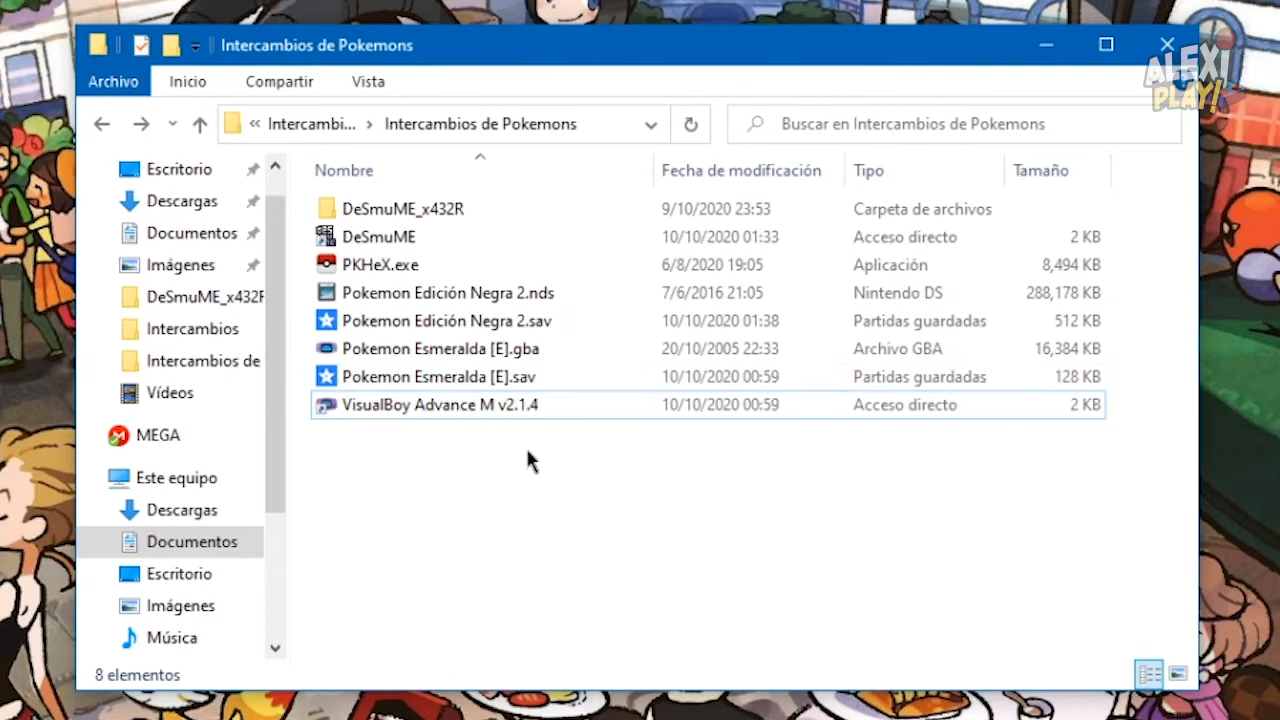 Intercambios de Pokemons
ALEXI
PLAY!
Archivo Inicio Compartir Vista
« Intercambi... › Intercambios de Pokemons
Buscar en Intercambios de Pokemons
Nombre Fecha de modificación Tipo Tamaño
Escritorio
Descargas
Documentos
Imágenes
DeSmuME_x432R
Intercambios
Intercambios de
Vídeos
MEGA
Este equipo
Descargas
Documentos
Escritorio
Imágenes
Música
DeSmuME_x432R 9/10/2020 23:53 Carpeta de archivos
DeSmuME 10/10/2020 01:33 Acceso directo 2 KB
PKHeX.exe 6/8/2020 19:05 Aplicación 8,494 KB
Pokemon Edición Negra 2.nds 7/6/2016 21:05 Nintendo DS 288,178 KB
Pokemon Edición Negra 2.sav 10/10/2020 01:38 Partidas guardadas 512 KB
Pokemon Esmeralda [E].gba 20/10/2005 22:33 Archivo GBA 16,384 KB
Pokemon Esmeralda [E].sav 10/10/2020 00:59 Partidas guardadas 128 KB
VisualBoy Advance M v2.1.4 10/10/2020 00:59 Acceso directo 2 KB
8 elementos